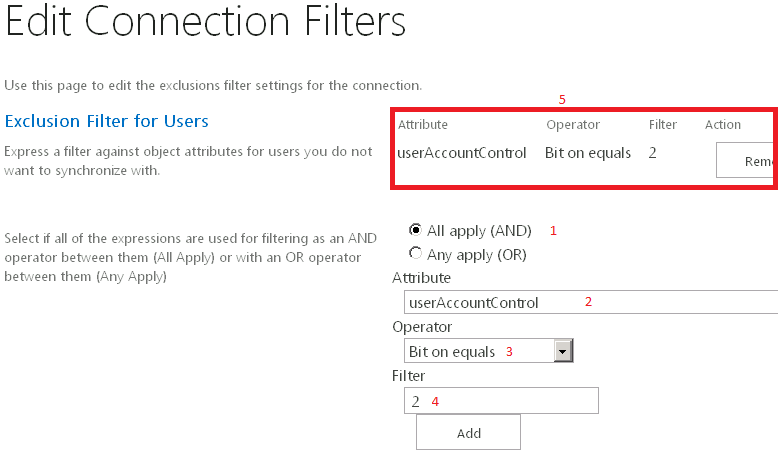 Edit Connection Filters
Use this page to edit the exclusions filter settings for the connection.
5
Exclusion Filter for Users
Express a filter against object attributes for users you do not
want to synchronize with.
Attribute Operator Filter Action
userAccountControl Bit on equals 2 Remo
Select if all of the expressions are used for filtering as an AND
operator between them (All Apply) or with an OR operator
between them (Any Apply)
All apply (AND) 1
Any apply (OR)
Attribute
userAccountControl 2
Operator
Bit on equals 3
Filter
2 4
Add